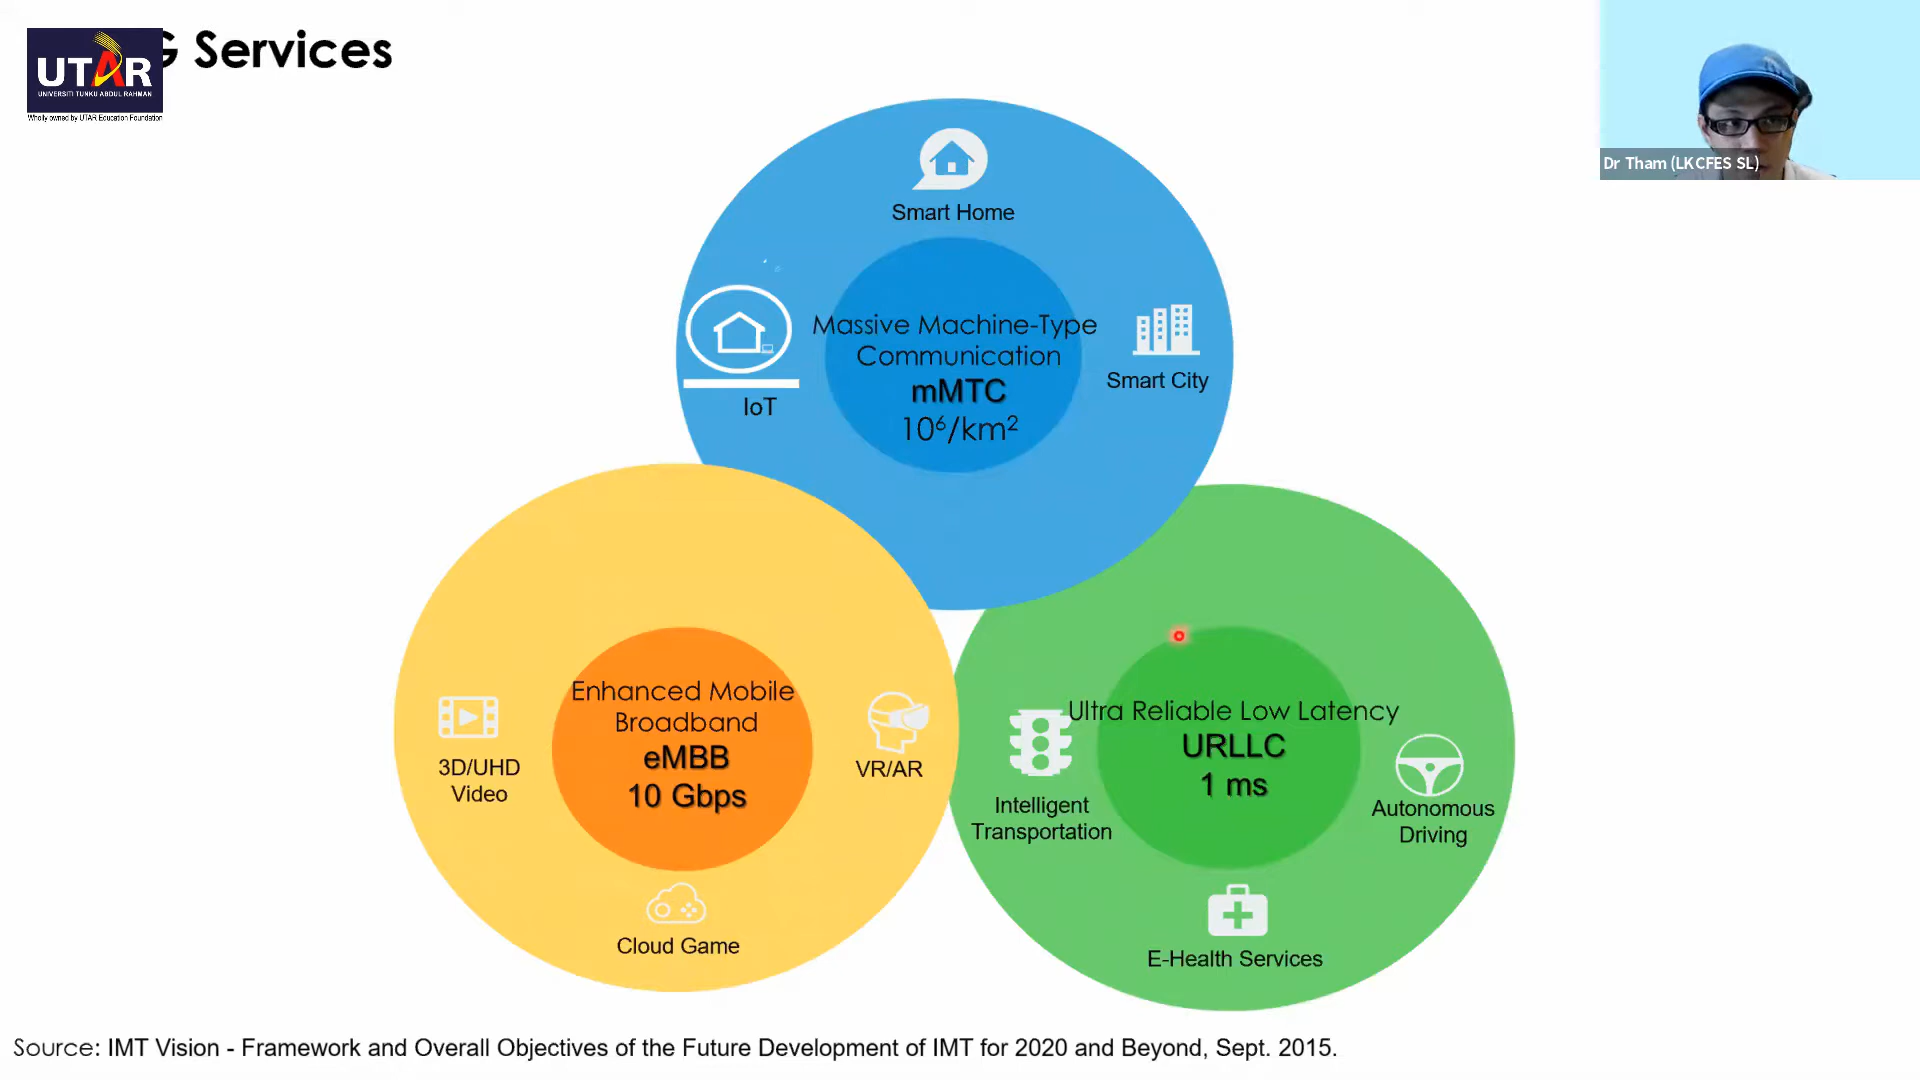 G Services
UTAR
UNIVERSITI TUNKU ABDUL RAHMAN
Wholly owned by UTAR Education Foundation
Dr Tham (LKCFES SL)
Smart Home
IoT
Massive Machine-Type
Communication
mMTC
10⁶/km²
Smart City
3D/UHD
Video
Enhanced Mobile
Broadband
eMBB
10 Gbps
VR/AR
Cloud Game
Intelligent
Transportation
Ultra Reliable Low Latency
URLLC
1 ms
Autonomous
Driving
E-Health Services
Source: IMT Vision - Framework and Overall Objectives of the Future Development of IMT for 2020 and Beyond, Sept. 2015.